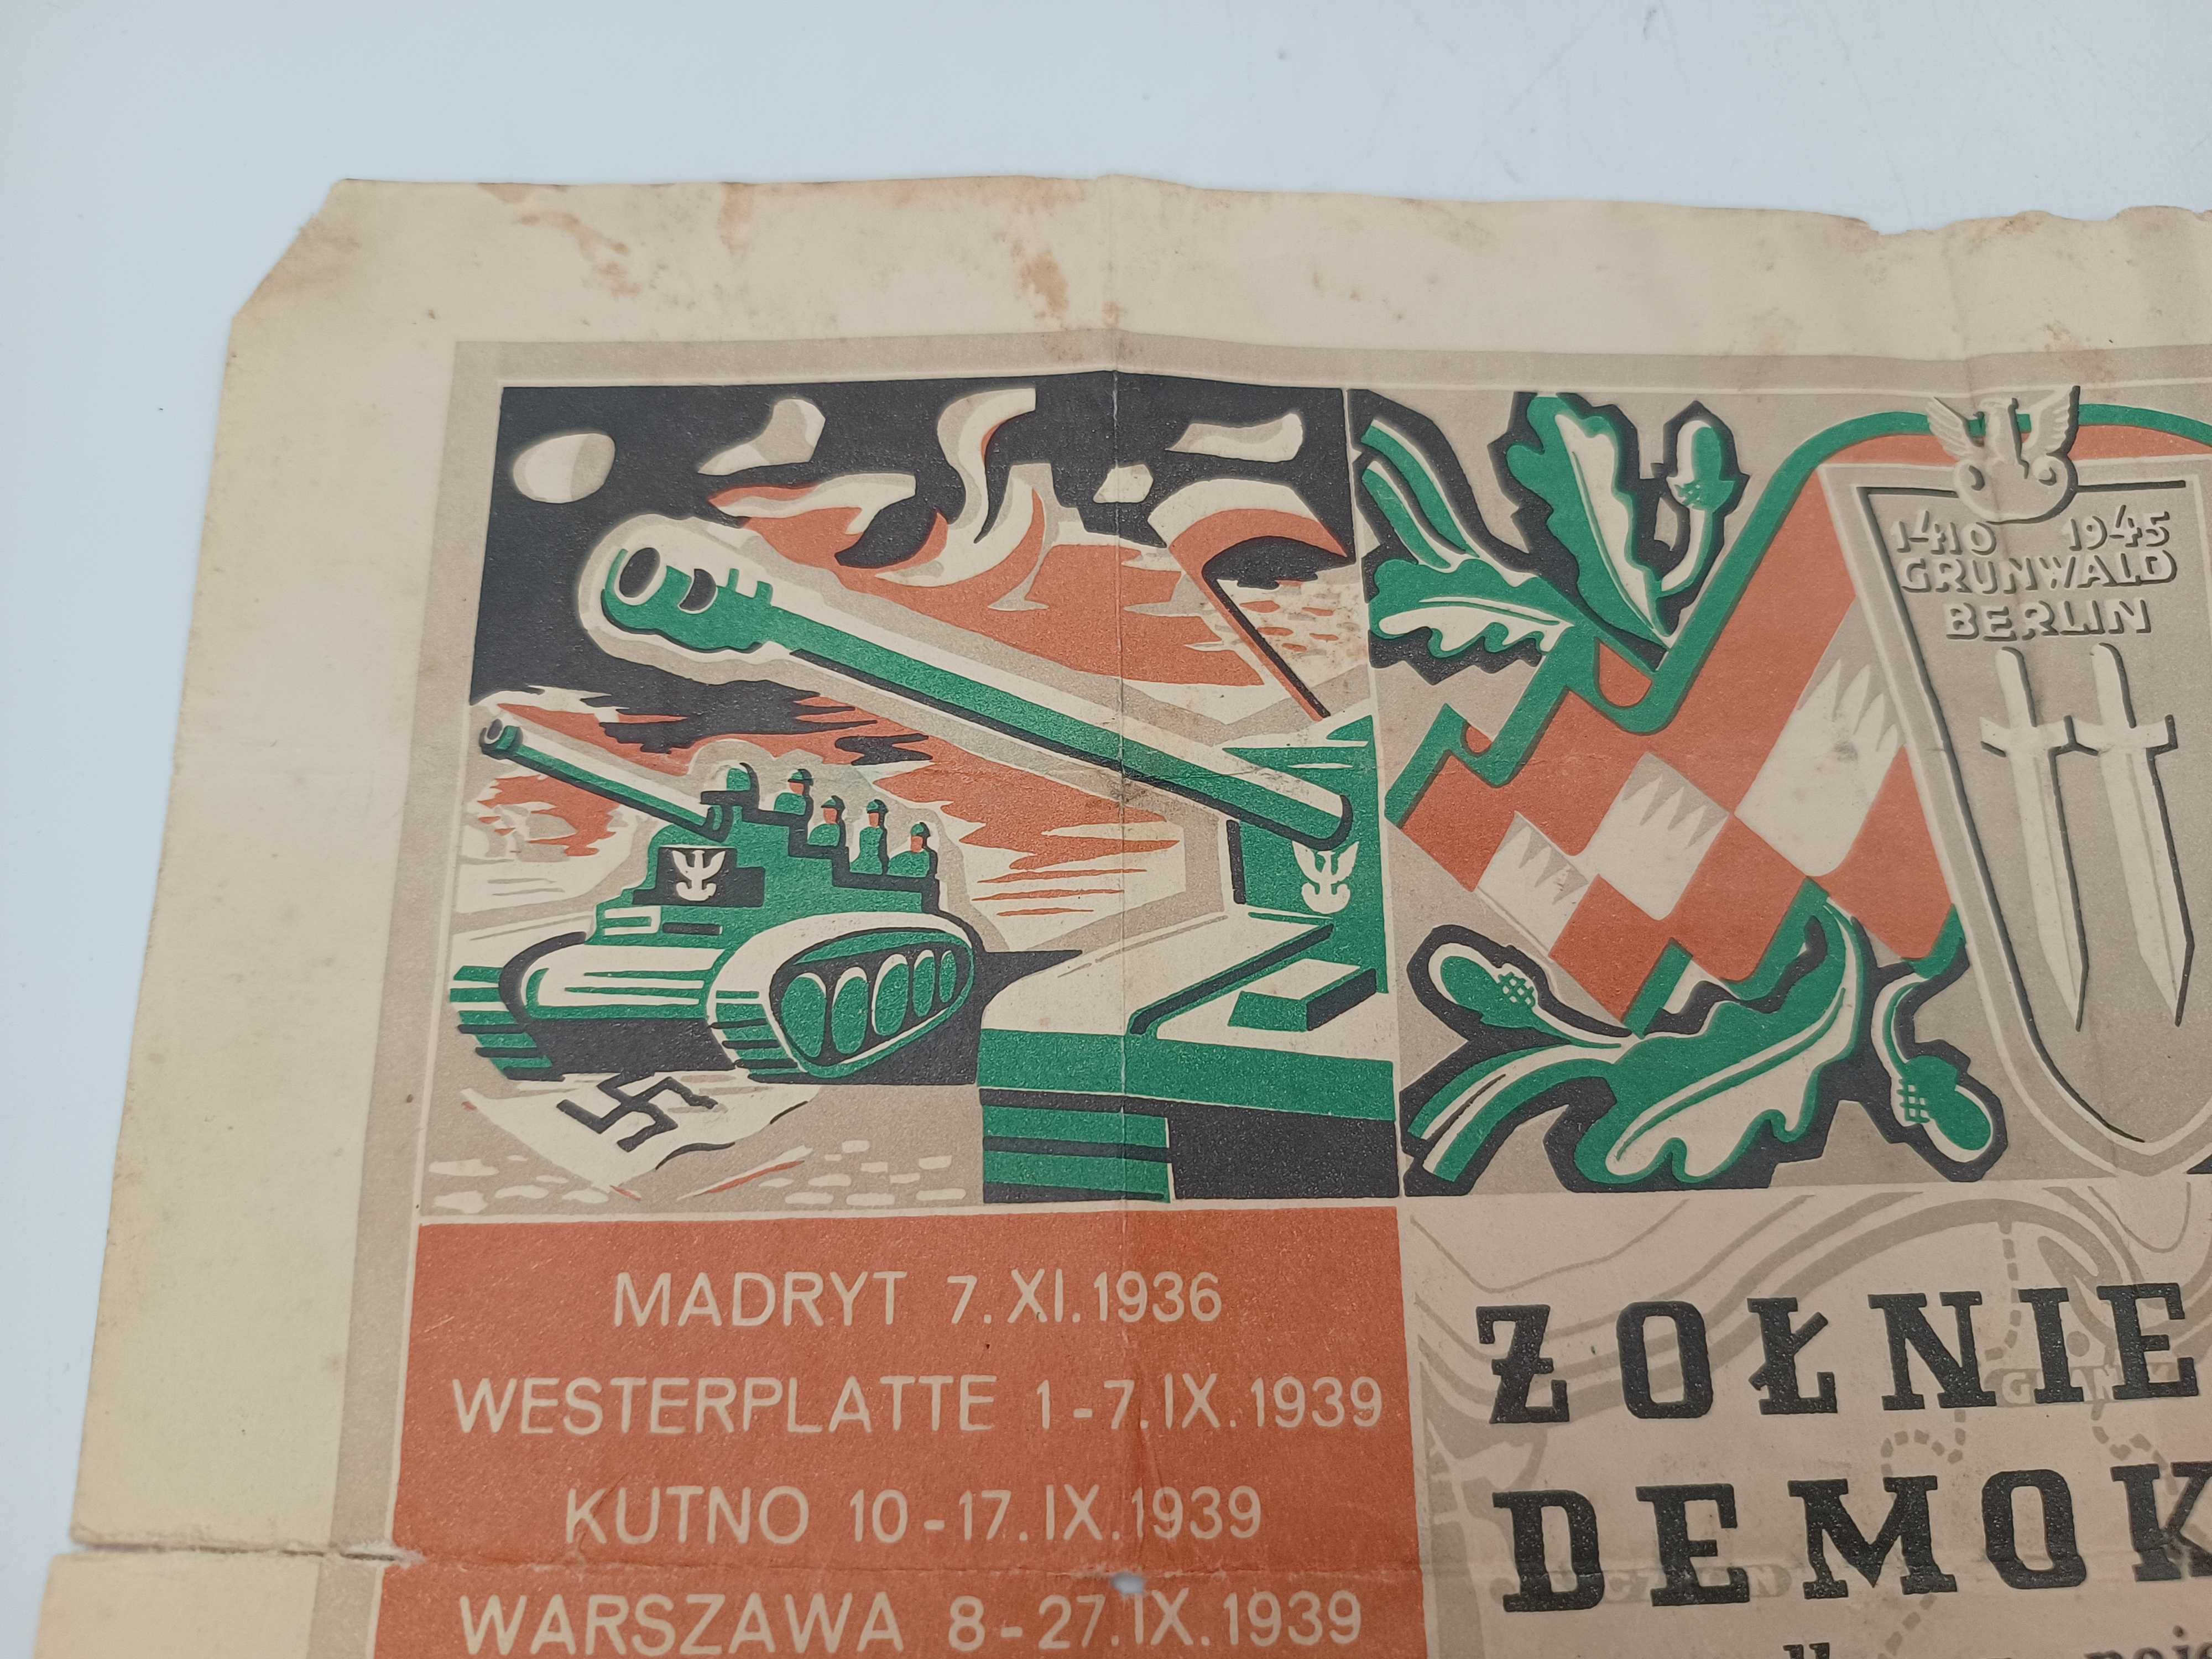 1410 1945
GRUNWALD
BERLIN
MADRYT 7.XI.1936
WESTERPLATTE 1-7.IX.1939
KUTNO 10-17.IX.1939
WARSZAWA 8-27.IX.1939
ŻOŁNIE
DEMOK